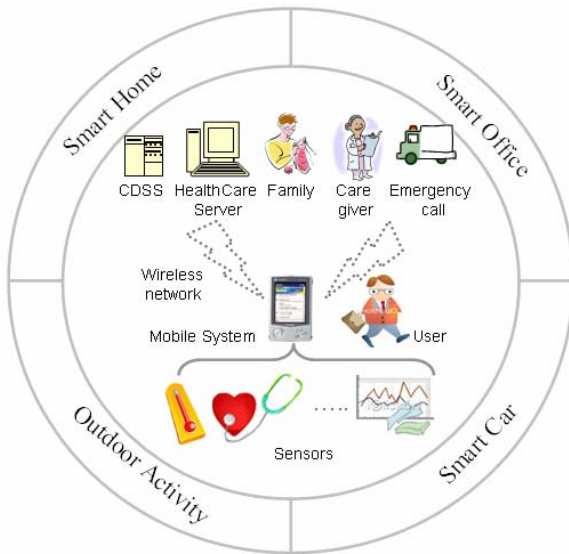 Smart Home
Smart Office
CDSS
HealthCare
Server
Family
Care
giver
Emergency
call
Wireless
network
Mobile System
User
Sensors
Outdoor Activity
Smart Car